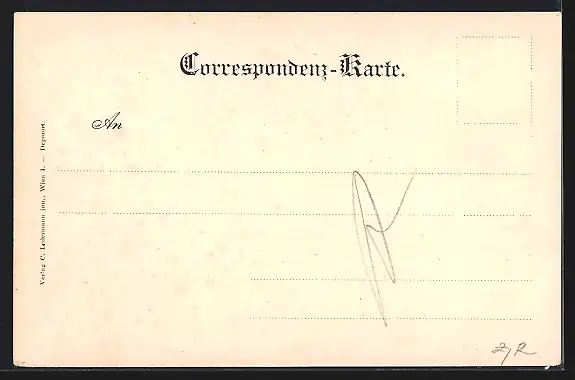 Correspondenz-Karte.
An
Verlag C. Ledermann jun., Wien I. — Deponirt.